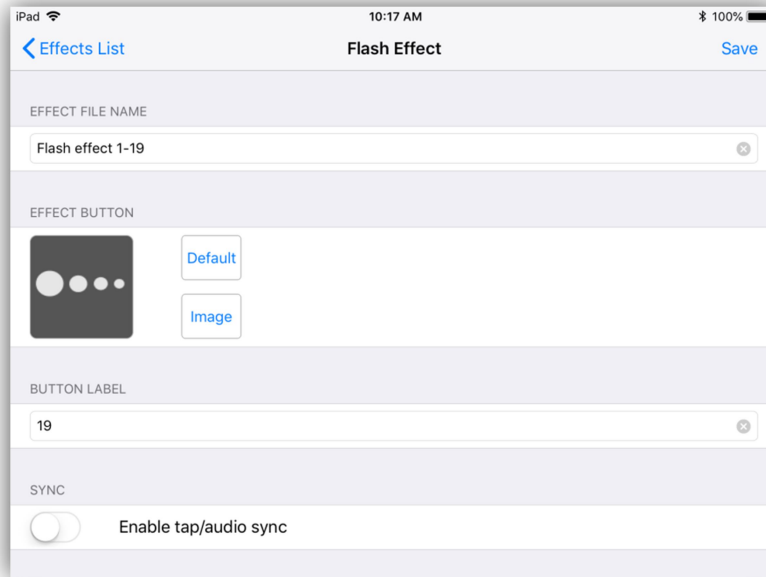 iPad 10:17 AM 100%
Effects List Flash Effect Save
EFFECT FILE NAME
Flash effect 1-19
EFFECT BUTTON
Default
Image
BUTTON LABEL
19
SYNC
Enable tap/audio sync